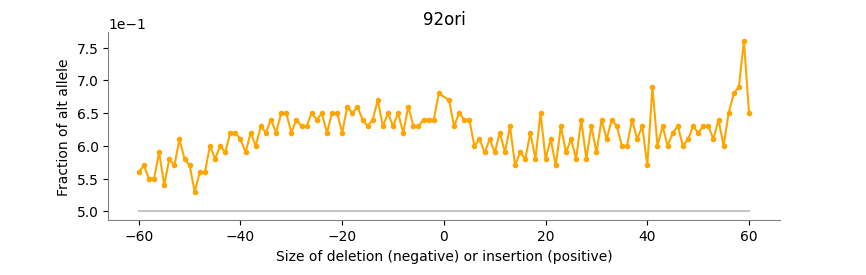 92ori
1e−1
7.5
7.0
6.5
6.0
5.5
5.0
Fraction of alt allele
−60 −40 −20 0 20 40 60
Size of deletion (negative) or insertion (positive)